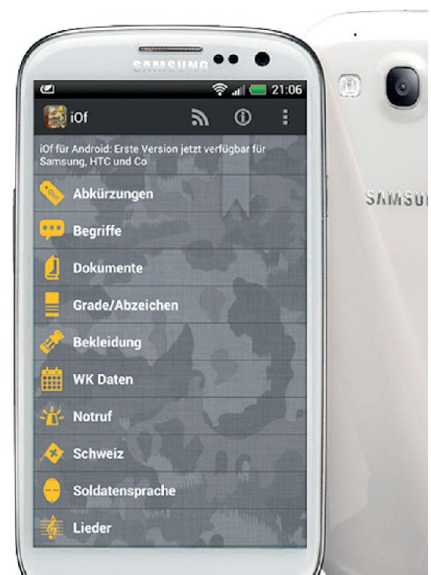 SAMSUNG
21:06
iOf
iOf für Android: Erste Version jetzt verfügbar für
Samsung, HTC und Co
Abkürzungen
Begriffe
Dokumente
Grade/Abzeichen
Bekleidung
WK Daten
Notruf
Schweiz
Soldatensprache
Lieder
SAMSU